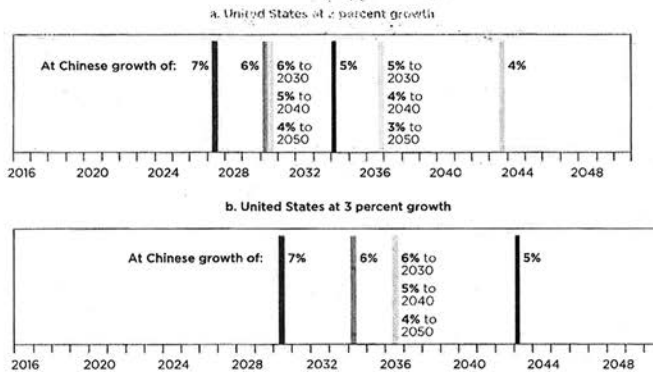 a. United States at 2 percent growth
At Chinese growth of: 7% 6% 6% to 5% 5% to 4%
2030 2030
5% to 4% to
2040 2040
4% to 3% to
2050 2050
2016 2020 2024 2028 2032 2036 2040 2044 2048
b. United States at 3 percent growth
At Chinese growth of: 7% 6% 6% to 5%
2030
5% to
2040
4% to
2050
2016 2020 2024 2028 2032 2036 2040 2044 2048